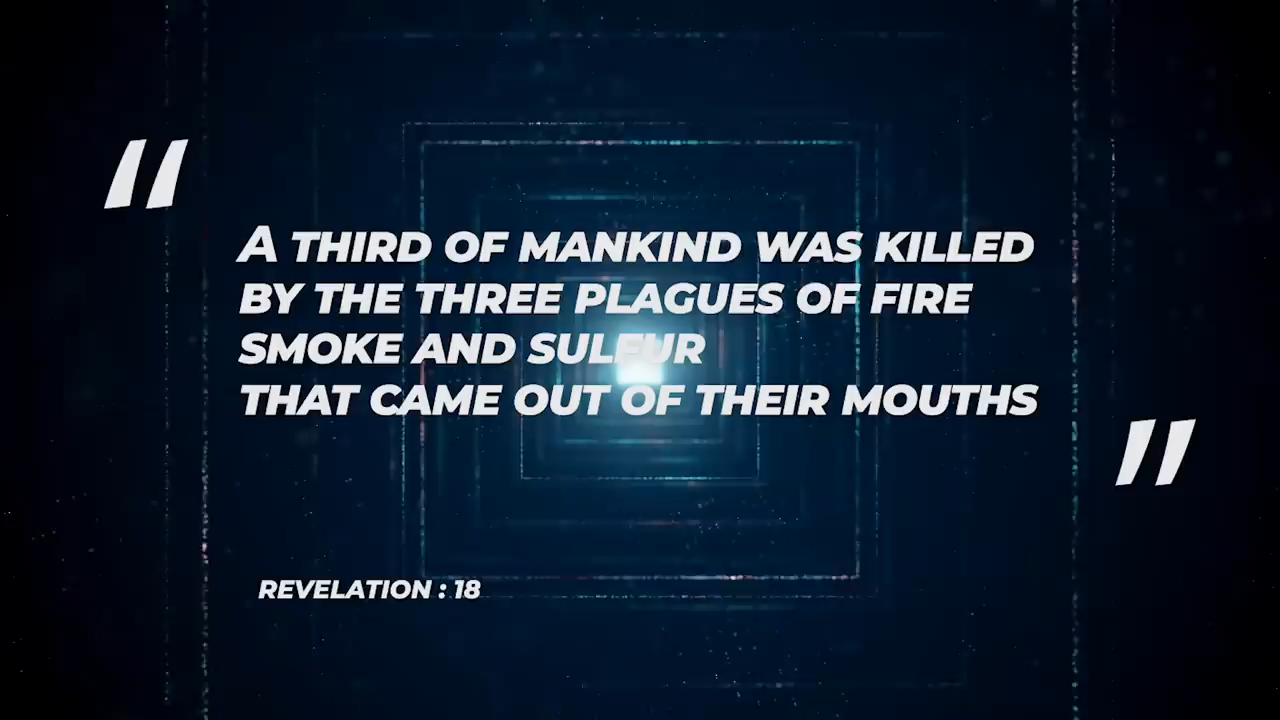 "
A THIRD OF MANKIND WAS KILLED
BY THE THREE PLAGUES OF FIRE
SMOKE AND SULFUR
THAT CAME OUT OF THEIR MOUTHS
"
REVELATION : 18